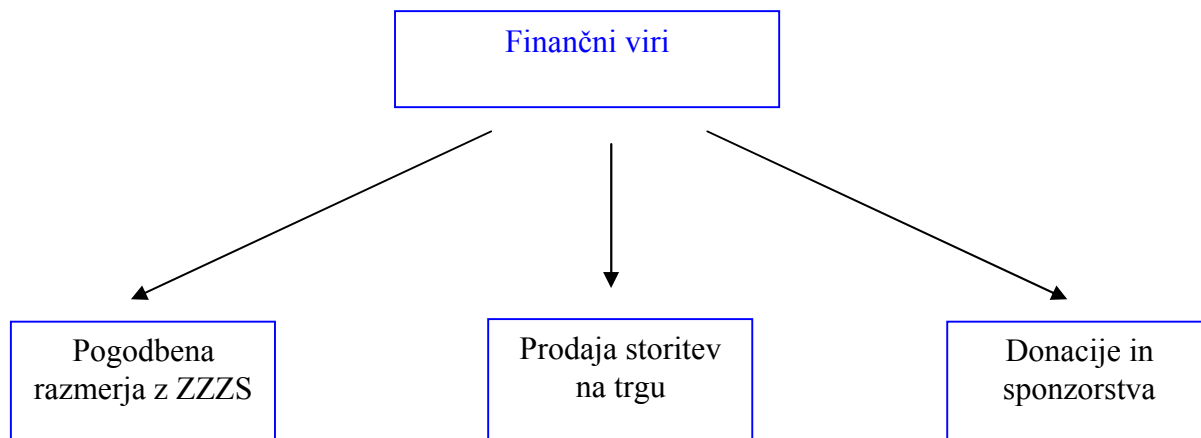 Finančni viri
Pogodbena
razmerja z ZZZS
Prodaja storitev
na trgu
Donacije in
sponzorstva